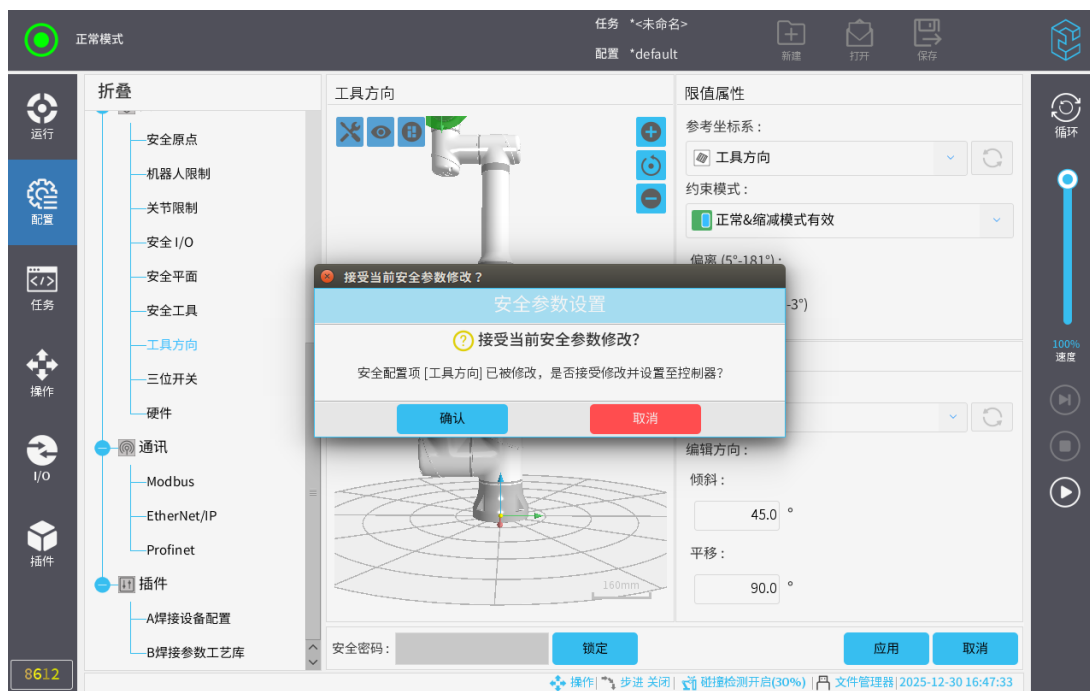 正常模式
任务 *<未命名>
配置 *default
新建
打开
保存
运行
配置
任务
操作
I/O
插件
8612
折叠
安全原点
机器人限制
关节限制
安全 I/O
安全平面
安全工具
工具方向
三位开关
硬件
通讯
Modbus
EtherNet/IP
Profinet
插件
A焊接设备配置
B焊接参数工艺库
工具方向
160mm
限值属性
参考坐标系 :
工具方向
约束模式 :
正常&缩减模式有效
偏离 (5°-181°) :
-3°)
接受当前安全参数修改 ?
安全参数设置
接受当前安全参数修改?
安全配置项 [工具方向] 已被修改，是否接受修改并设置至控制器?
确认
取消
编辑方向 :
倾斜 :
45.0 °
平移 :
90.0 °
安全密码 :
锁定
应用
取消
循环
100%
速度
操作| 步进 关闭| 碰撞检测开启(30%) | 文件管理器| 2025-12-30 16:47:33